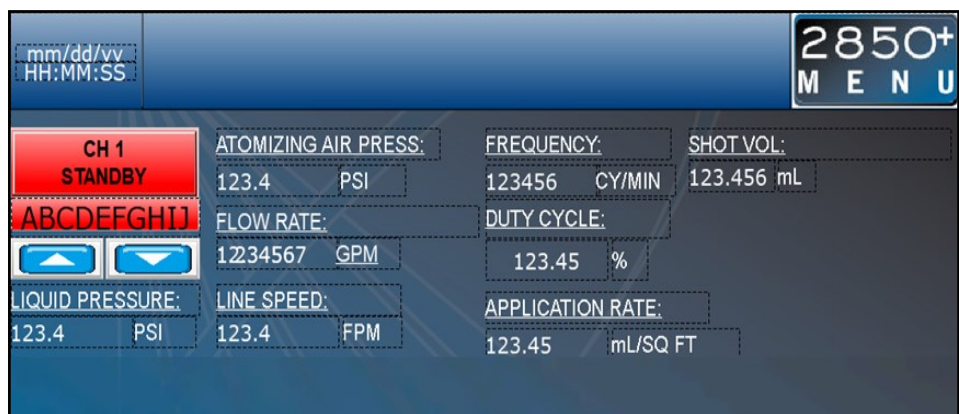 mm/dd/yy
HH:MM:SS
2850+
MENU
CH 1
STANDBY
ABCDEFGHIJ
LIQUID PRESSURE:
123.4 PSI
ATOMIZING AIR PRESS:
123.4 PSI
FLOW RATE:
12234567 GPM
LINE SPEED:
123.4 FPM
FREQUENCY:
123456 CY/MIN
DUTY CYCLE:
123.45 %
APPLICATION RATE:
123.45 mL/SQ FT
SHOT VOL:
123.456 mL